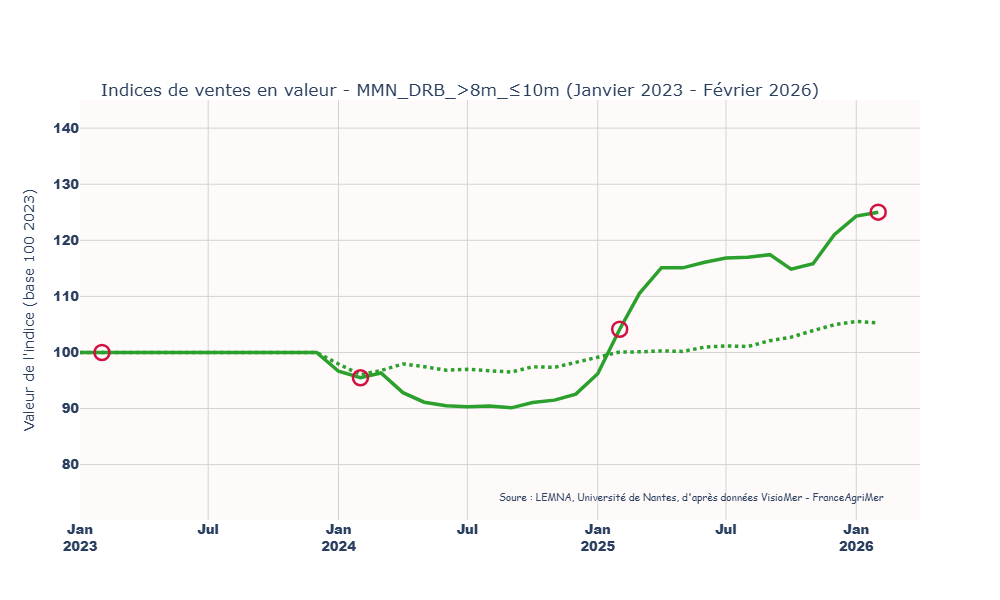 Indices de ventes en valeur - MMN_DRB_>8m_≤10m (Janvier 2023 - Février 2026)
Valeur de l'indice (base 100 2023)
140
130
120
110
100
90
80
Soure : LEMNA, Université de Nantes, d'après données VisioMer - FranceAgriMer
Jan Jul Jan Jul Jan Jul Jan
2023 2024 2025 2026